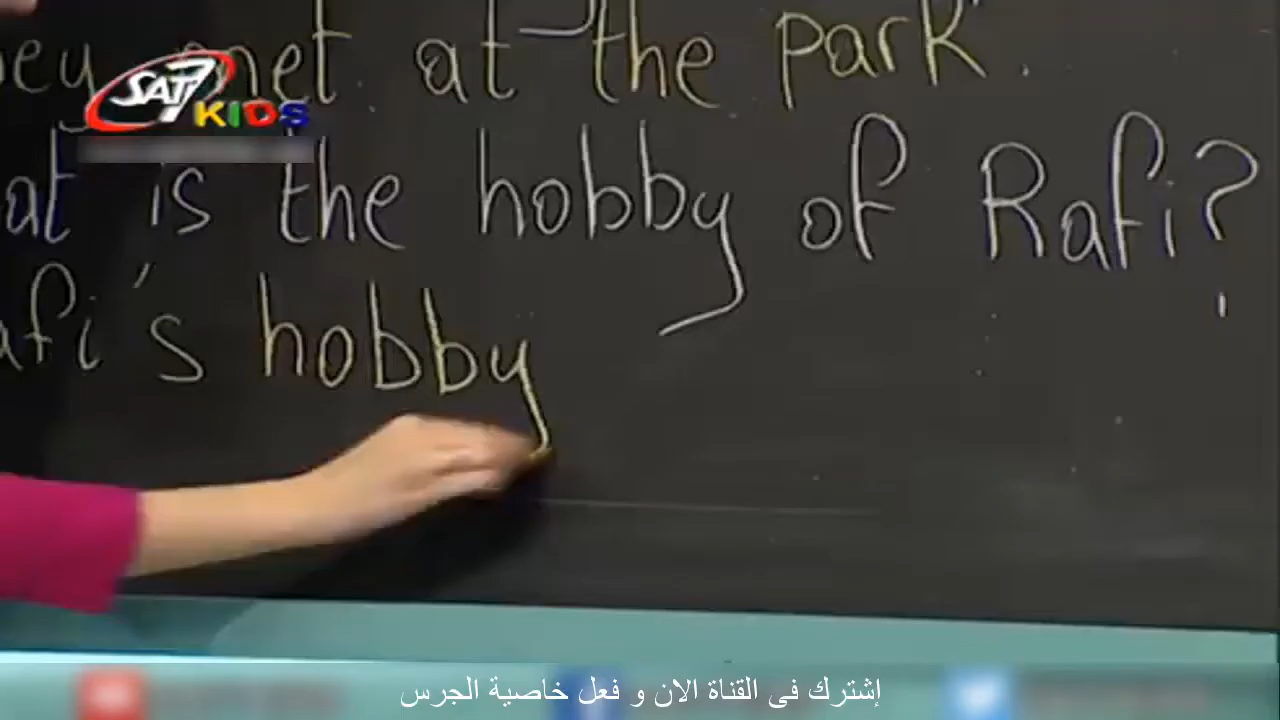 ey met at the park.
SAT7
KIDS
at is the hobby of Rafi?
afi's hobby
إشترك فى القناة الان و فعل خاصية الجرس